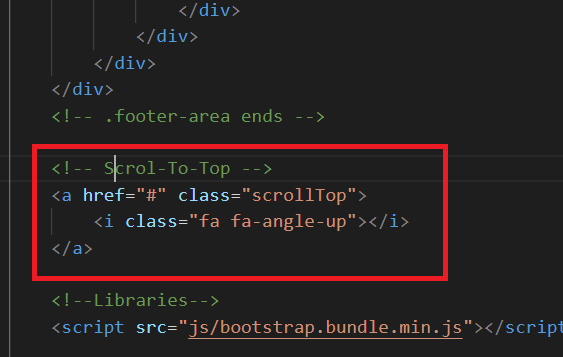 </div>
</div>
</div>
</div>
<!-- .footer-area ends -->
<!-- Scrol-To-Top -->
<a href="#" class="scrollTop">
<i class="fa fa-angle-up"></i>
</a>
<!--Libraries-->
<script src="js/bootstrap.bundle.min.js"></script>